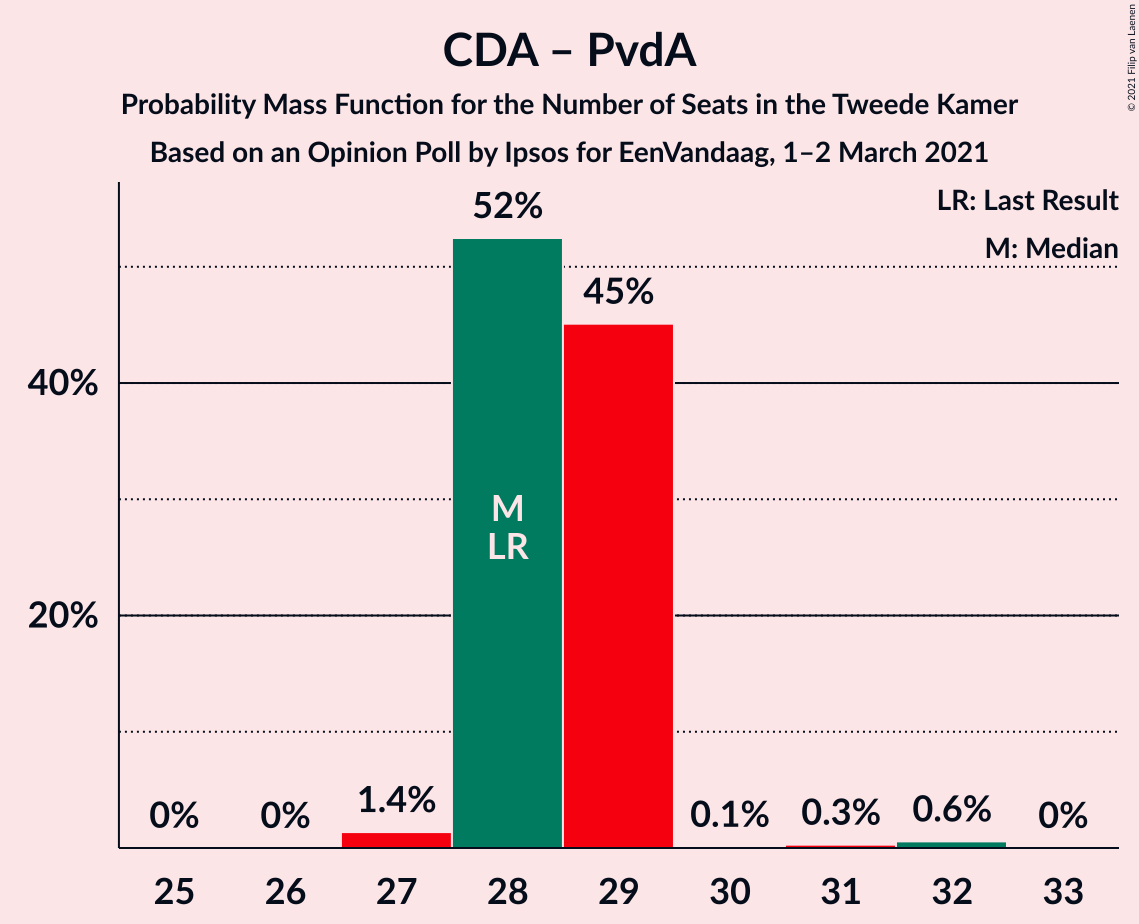 CDA – PvdA
Probability Mass Function for the Number of Seats in the Tweede Kamer
Based on an Opinion Poll by Ipsos for EenVandaag, 1–2 March 2021
© 2021 Filip van Laenen
LR: Last Result
M: Median
52%
45%
40%
M
LR
20%
0% 0% 1.4% 0.1% 0.3% 0.6% 0%
25 26 27 28 29 30 31 32 33